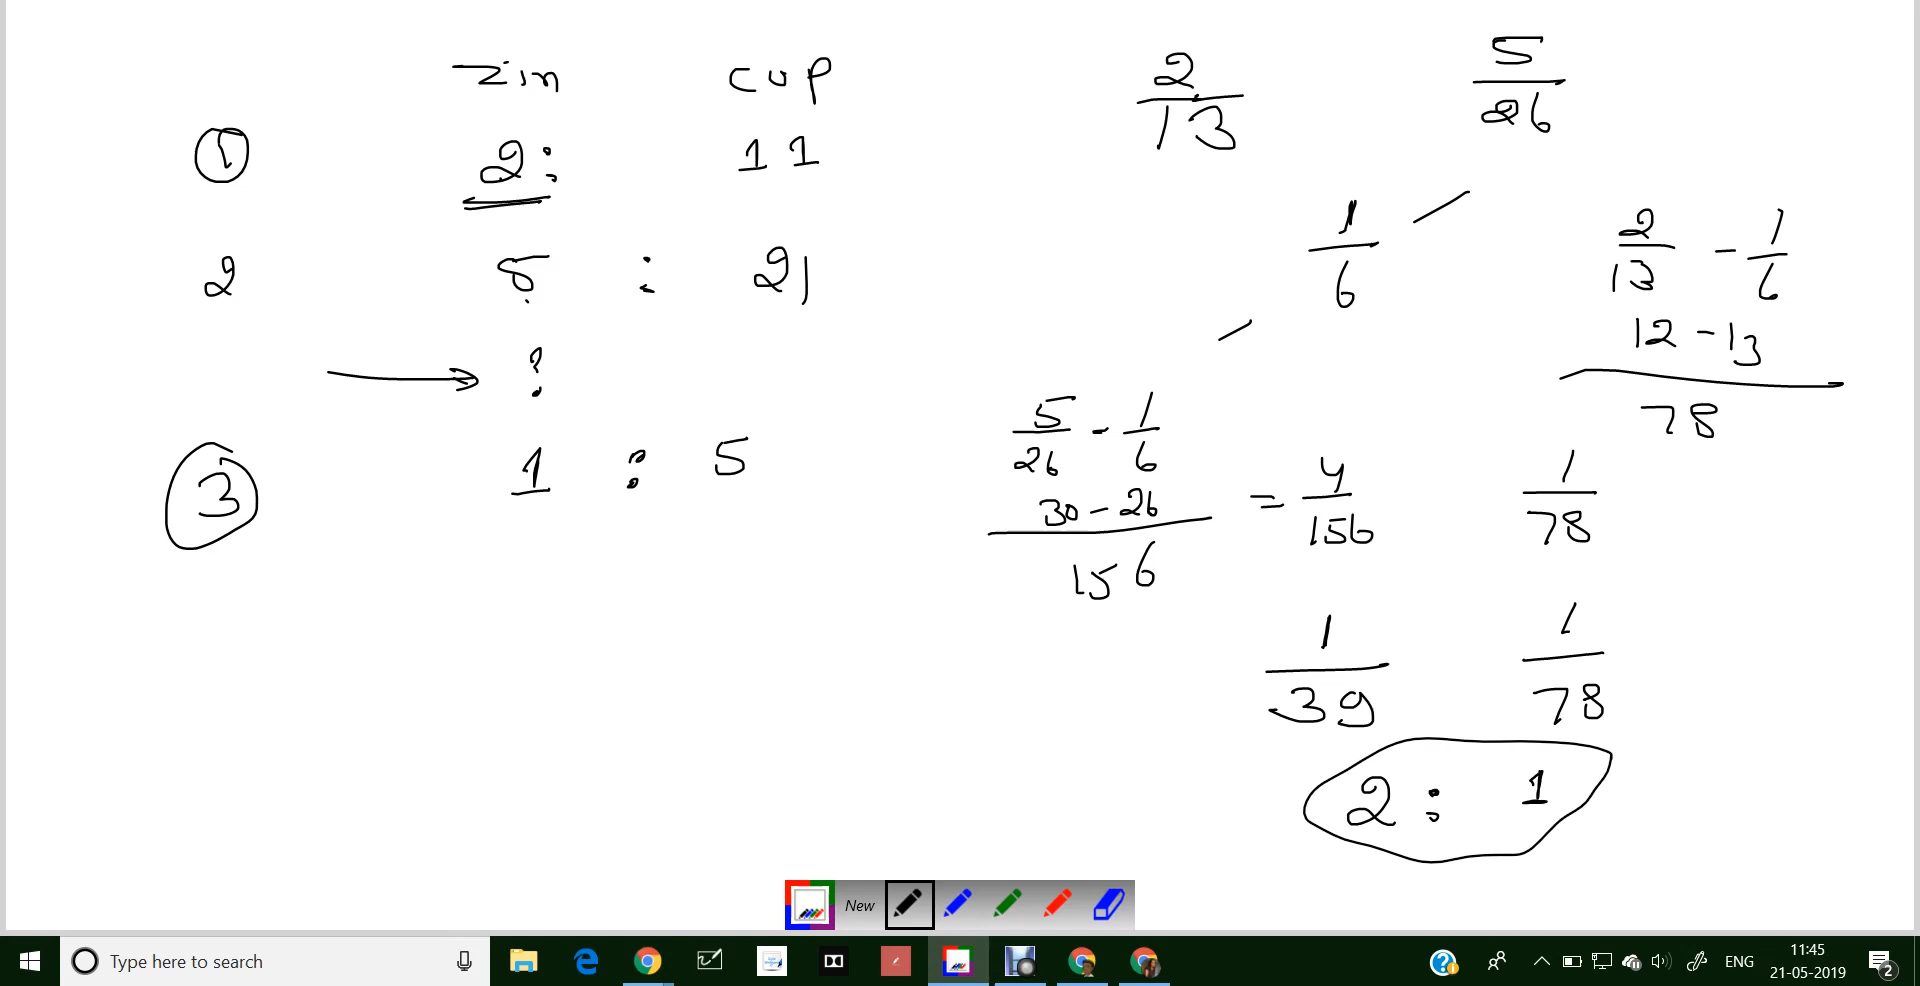 Zin cup
① 2: 11
2 5 : 21
?
③ 1 : 5
2/13 5/26
1/6
5/26 - 1/6
30 - 26
156
= 4/156
2/13 - 1/6
12 - 13
78
1/78
1/39 1/78
2 : 1
New
Type here to search
ENG
11:45
21-05-2019
2